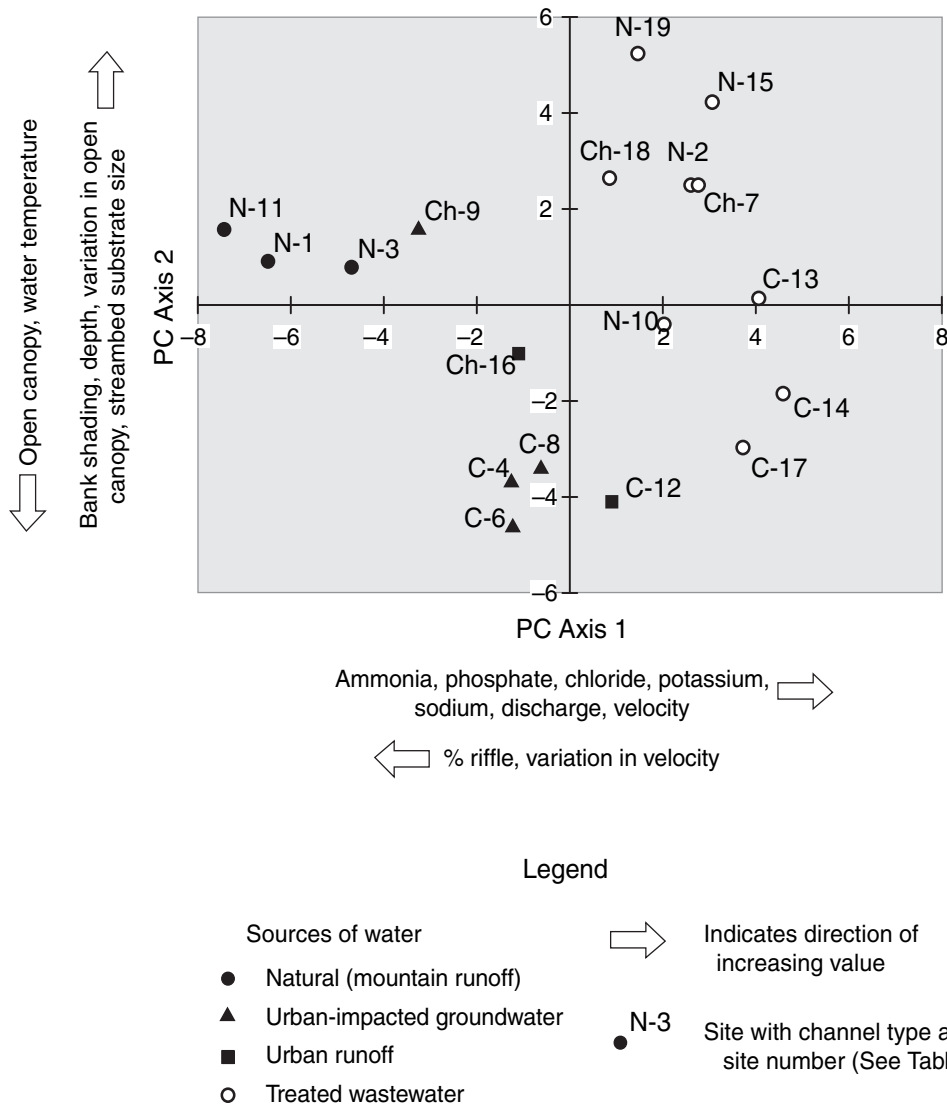 6
N-19
N-15
4
Ch-18
N-2
Ch-7
2
N-11
N-1
N-3
Ch-9
C-13
N-10
–8
–6
–4
–2
2
4
6
8
Ch-16
–2
C-14
C-8
C-4
C-17
C-12
–4
C-6
–6
PC Axis 2
Open canopy, water temperature
Bank shading, depth, variation in open
canopy, streambed substrate size
PC Axis 1
Ammonia, phosphate, chloride, potassium,
sodium, discharge, velocity
% riffle, variation in velocity
Legend
Sources of water
Natural (mountain runoff)
Urban-impacted groundwater
Urban runoff
Treated wastewater
Indicates direction of
increasing value
N-3
Site with channel type a
site number (See Tabl